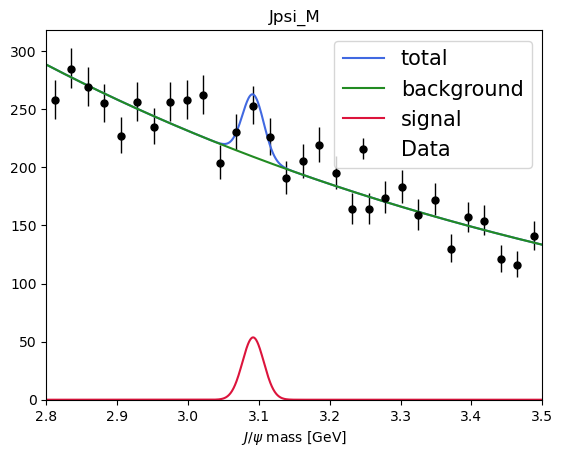 Jpsi_M
total
background
signal
Data
300
250
200
150
100
50
0
2.8 2.9 3.0 3.1 3.2 3.3 3.4 3.5
J/ψ mass [GeV]